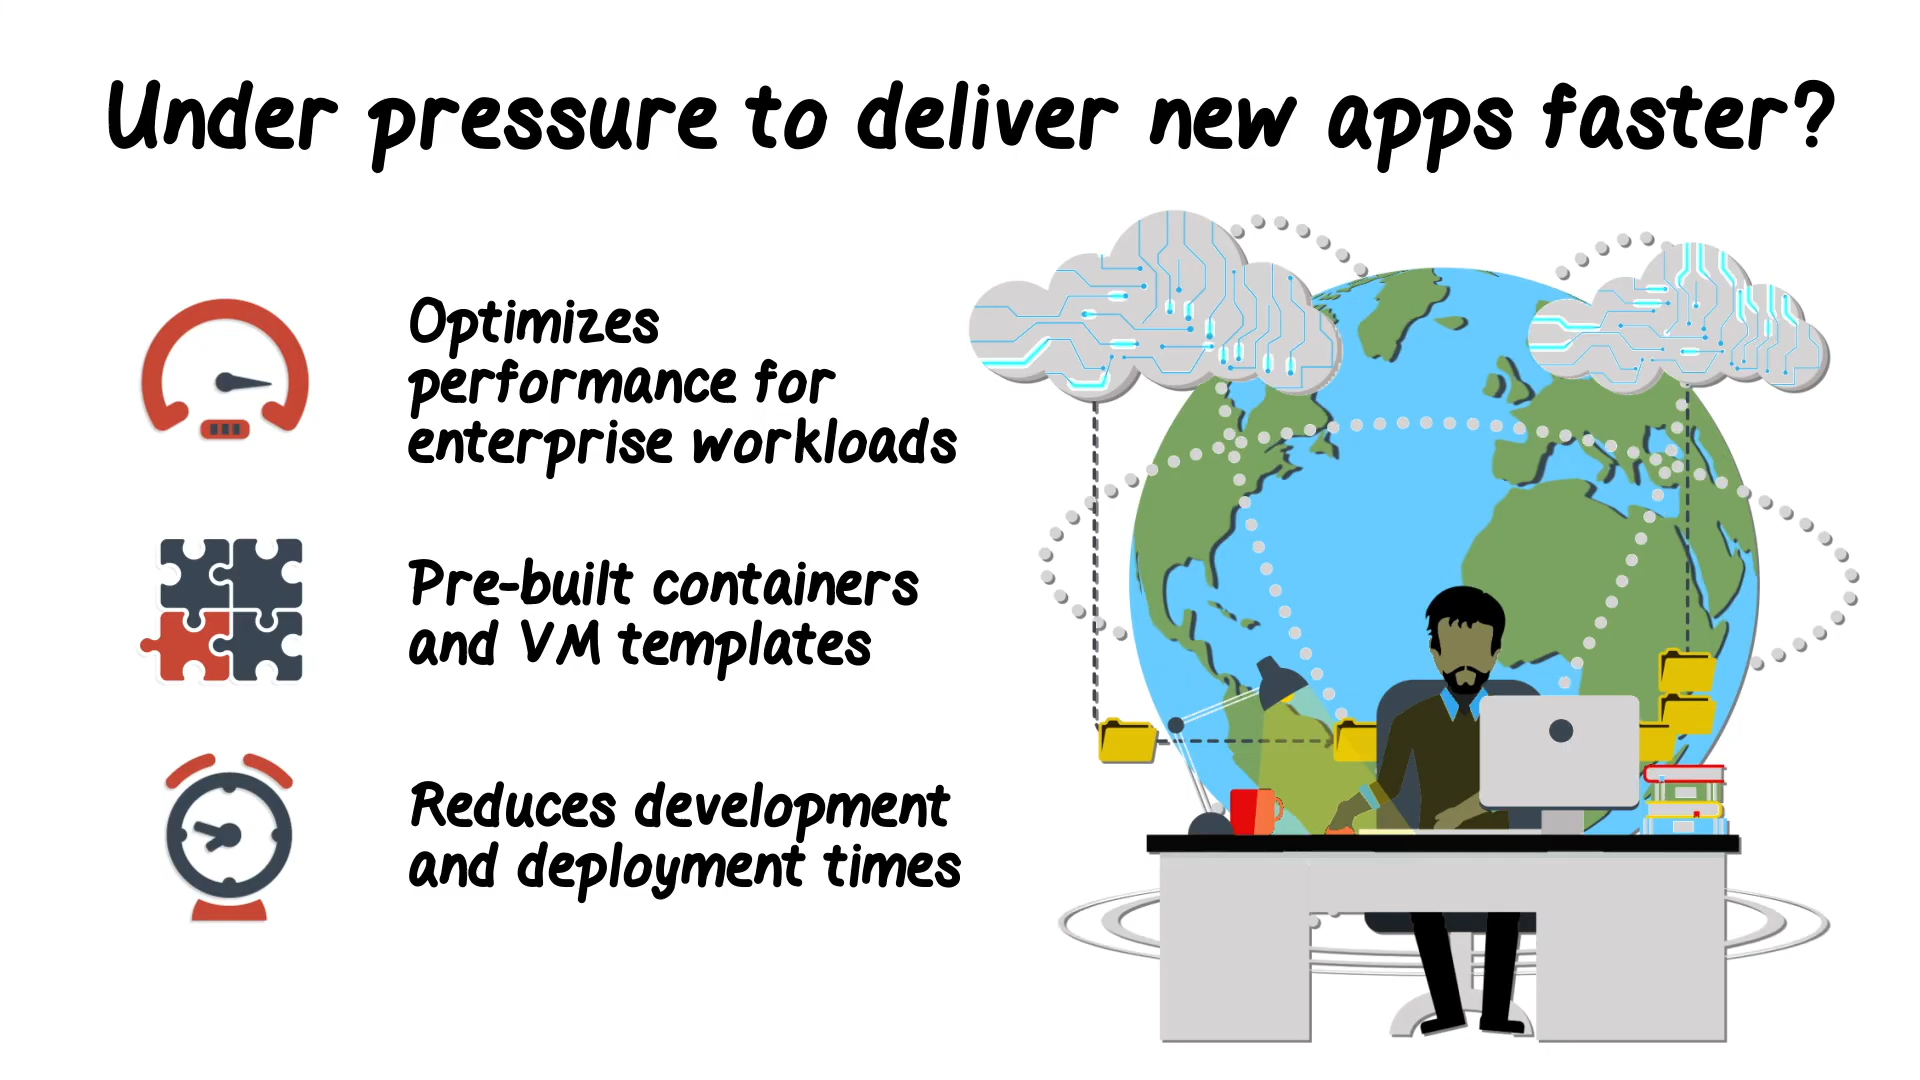 Under pressure to deliver new apps faster?
Optimizes
performance for
enterprise workloads
Pre-built containers
and VM templates
Reduces development
and deployment times